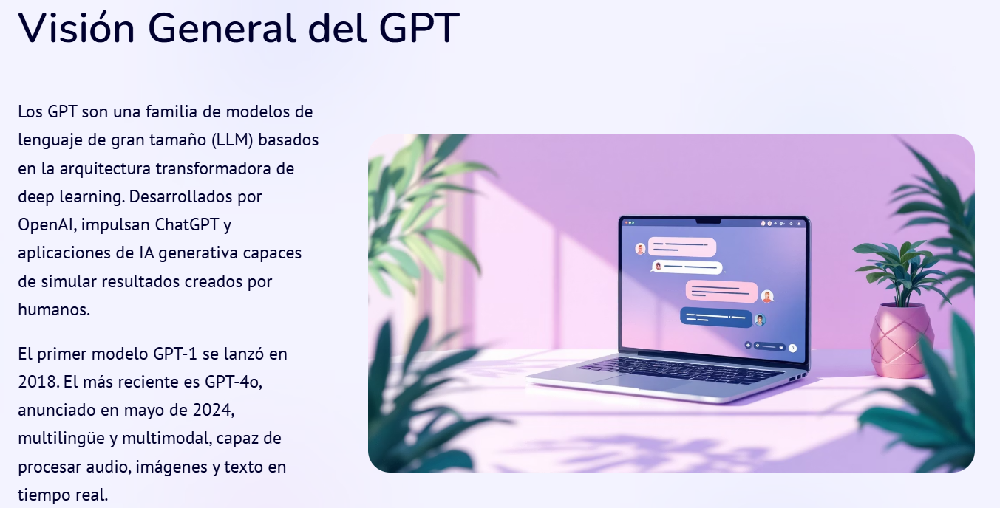 Visión General del GPT
Los GPT son una familia de modelos de
lenguaje de gran tamaño (LLM) basados
en la arquitectura transformadora de
deep learning. Desarrollados por
OpenAI, impulsan ChatGPT y
aplicaciones de IA generativa capaces
de simular resultados creados por
humanos.
El primer modelo GPT-1 se lanzó en
2018. El más reciente es GPT-4o,
anunciado en mayo de 2024,
multilingüe y multimodal, capaz de
procesar audio, imágenes y texto en
tiempo real.